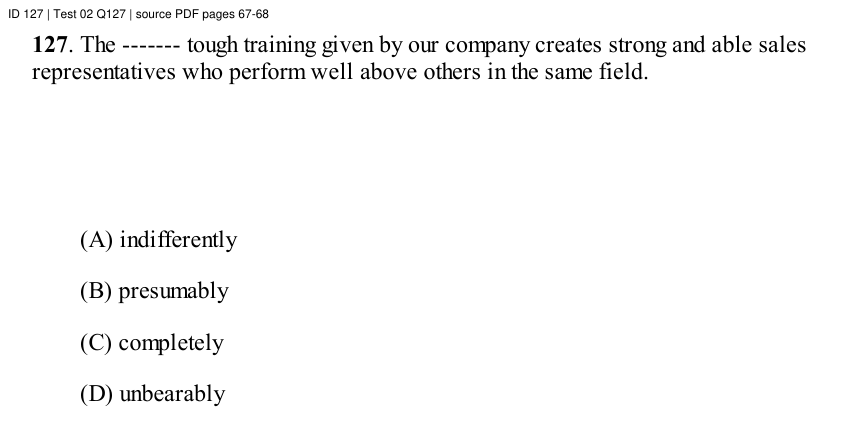 ID 127 | Test 02 Q127 | source PDF pages 67-68
127. The ------- tough training given by our company creates strong and able sales
representatives who perform well above others in the same field.
(A) indifferently
(B) presumably
(C) completely
(D) unbearably